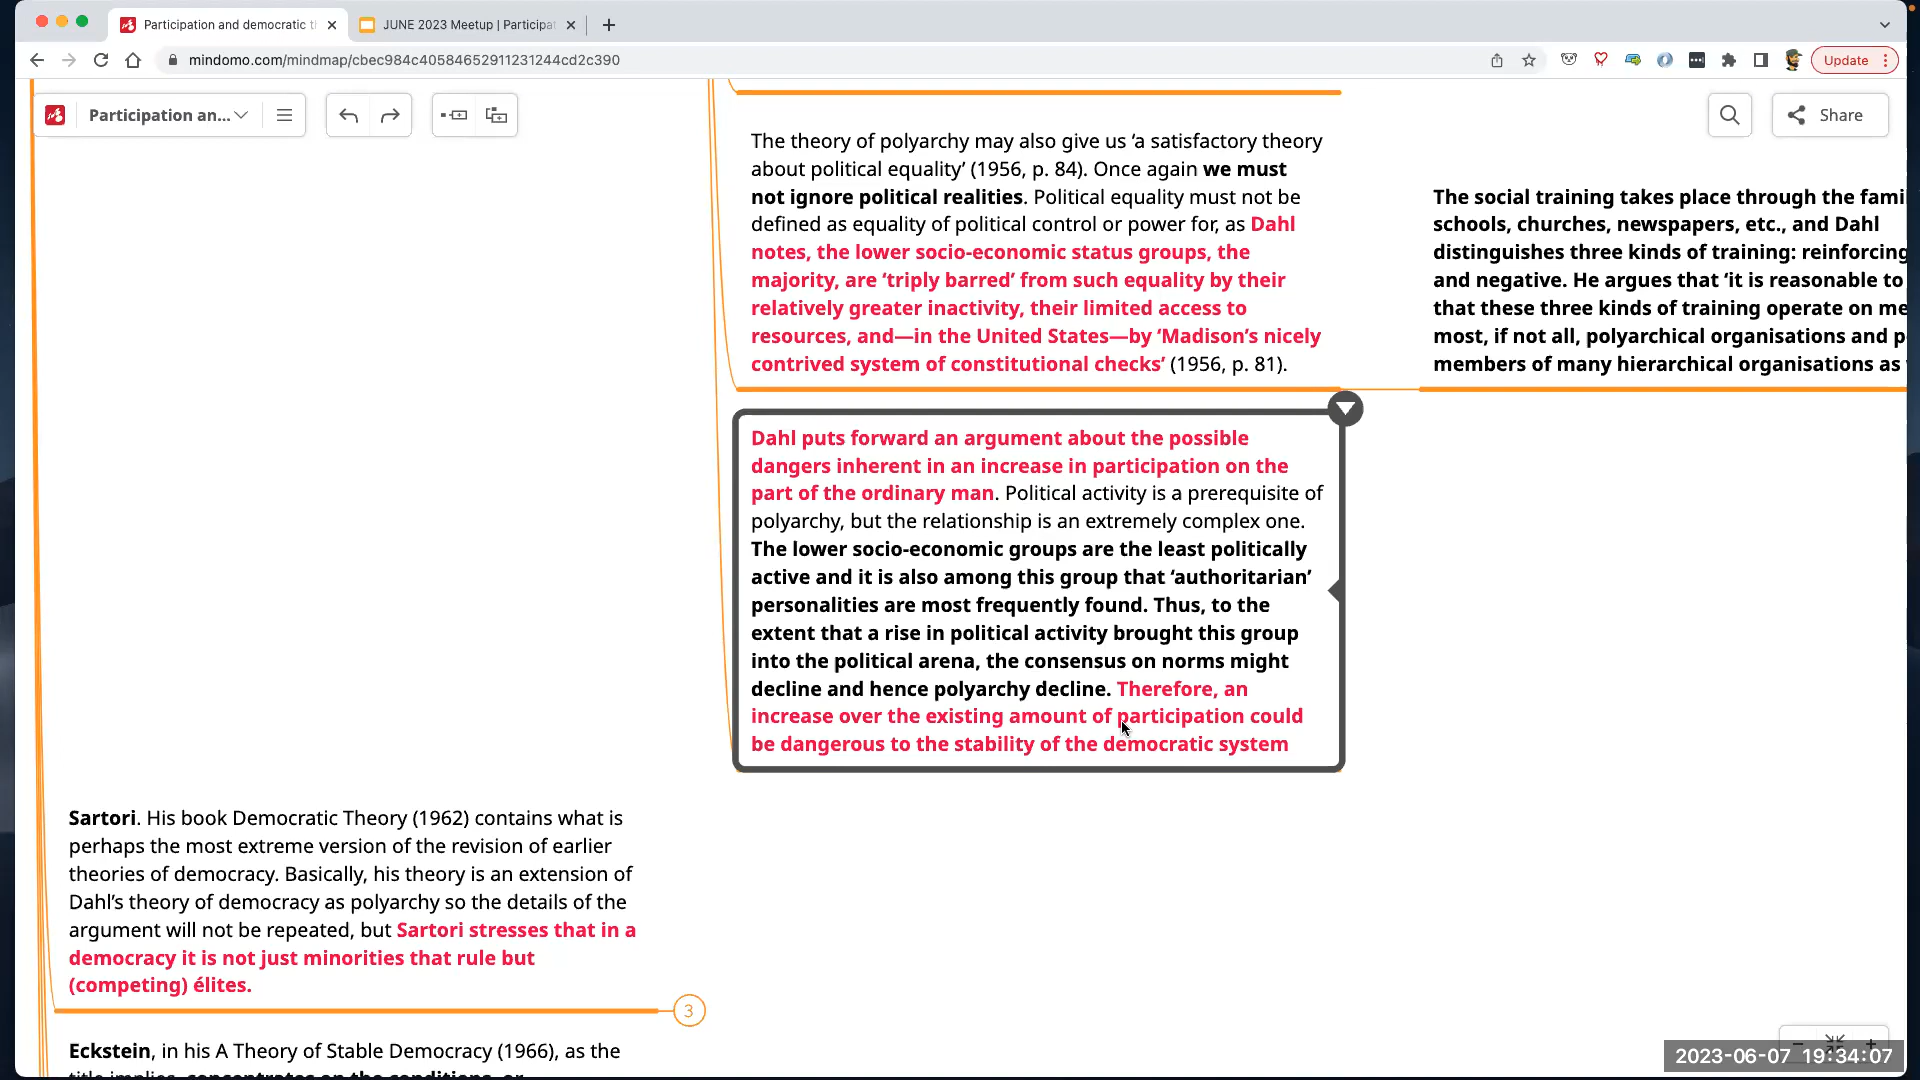 Participation and democratic t
JUNE 2023 Meetup | Participat
mindomo.com/mindmap/cbec984c40584652911231244cd2c390
Update
Participation an...
Share
The theory of polyarchy may also give us ‘a satisfactory theory
about political equality’ (1956, p. 84). Once again we must
not ignore political realities. Political equality must not be
defined as equality of political control or power for, as Dahl
notes, the lower socio-economic status groups, the
majority, are ‘triply barred’ from such equality by their
relatively greater inactivity, their limited access to
resources, and—in the United States—by ‘Madison’s nicely
contrived system of constitutional checks’ (1956, p. 81).
The social training takes place through the fami
schools, churches, newspapers, etc., and Dahl
distinguishes three kinds of training: reinforcing
and negative. He argues that ‘it is reasonable to
that these three kinds of training operate on me
most, if not all, polyarchical organisations and p
members of many hierarchical organisations as
Dahl puts forward an argument about the possible
dangers inherent in an increase in participation on the
part of the ordinary man. Political activity is a prerequisite of
polyarchy, but the relationship is an extremely complex one.
The lower socio-economic groups are the least politically
active and it is also among this group that ‘authoritarian’
personalities are most frequently found. Thus, to the
extent that a rise in political activity brought this group
into the political arena, the consensus on norms might
decline and hence polyarchy decline. Therefore, an
increase over the existing amount of participation could
be dangerous to the stability of the democratic system
Sartori. His book Democratic Theory (1962) contains what is
perhaps the most extreme version of the revision of earlier
theories of democracy. Basically, his theory is an extension of
Dahl’s theory of democracy as polyarchy so the details of the
argument will not be repeated, but Sartori stresses that in a
democracy it is not just minorities that rule but
(competing) élites.
3
Eckstein, in his A Theory of Stable Democracy (1966), as the
title implies, concentrates on the conditions, or
2023-06-07 19:34:07